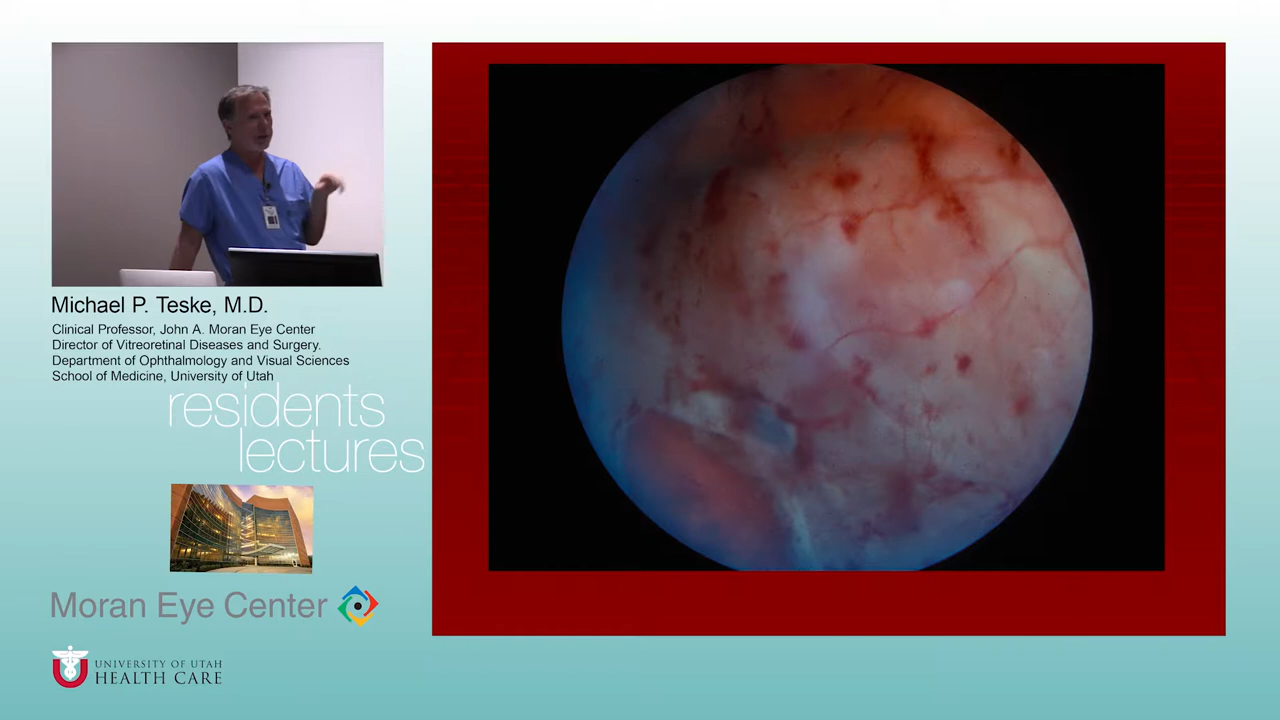 Michael P. Teske, M.D.
Clinical Professor, John A. Moran Eye Center
Director of Vitreoretinal Diseases and Surgery.
Department of Ophthalmology and Visual Sciences
School of Medicine, University of Utah
residents
lectures
Moran Eye Center
UNIVERSITY OF UTAH
HEALTH CARE